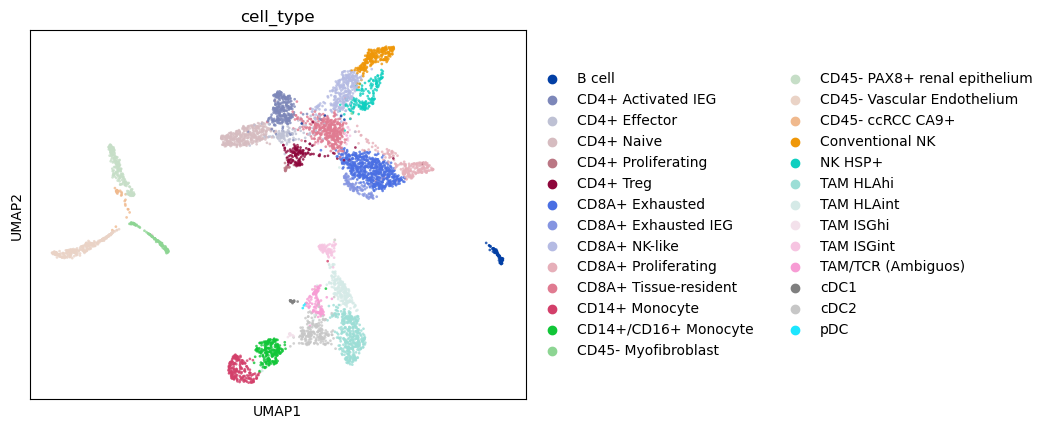 cell_type
UMAP2
UMAP1
B cell
CD4+ Activated IEG
CD4+ Effector
CD4+ Naive
CD4+ Proliferating
CD4+ Treg
CD8A+ Exhausted
CD8A+ Exhausted IEG
CD8A+ NK-like
CD8A+ Proliferating
CD8A+ Tissue-resident
CD14+ Monocyte
CD14+/CD16+ Monocyte
CD45- Myofibroblast
CD45- PAX8+ renal epithelium
CD45- Vascular Endothelium
CD45- ccRCC CA9+
Conventional NK
NK HSP+
TAM HLAhi
TAM HLAint
TAM ISGhi
TAM ISGint
TAM/TCR (Ambiguos)
cDC1
cDC2
pDC